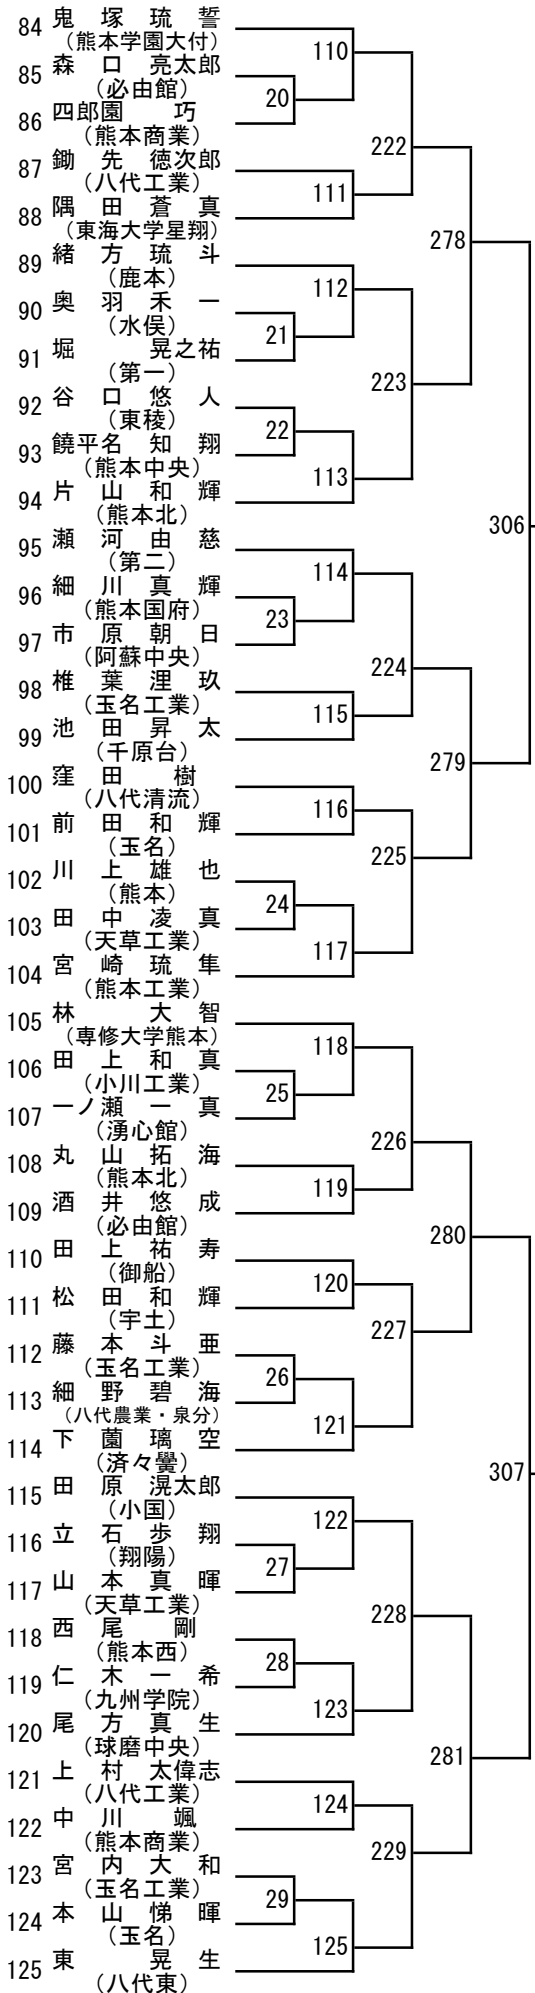 84 鬼塚琉誓
(熊本学園大付)
110
85 森口亮太郎
(必由館)
20
86 四郎園巧
(熊本商業)
222
87 鋤先徳次郎
(八代工業)
111
88 隅田蒼真
(東海大学星翔)
278
89 緒方琉斗
(鹿本)
112
90 奥羽禾一
(水俣)
21
91 堀晃之祐
(第一)
223
92 谷口悠人
(東稜)
22
93 饒平名知翔
(熊本中央)
113
94 片山和輝
(熊本北)
306
95 瀬河由慈
(第二)
114
96 細川真輝
(熊本国府)
23
97 市原朝日
(阿蘇中央)
224
98 椎葉浬玖
(玉名工業)
115
99 池田昇太
(千原台)
279
100 窪田樹
(八代清流)
116
101 前田和輝
(玉名)
225
102 川上雄也
(熊本)
24
103 田中凌真
(天草工業)
117
104 宮崎琉隼
(熊本工業)
105 林大智
(専修大学熊本)
118
106 田上和真
(小川工業)
25
107 一ノ瀬一真
(湧心館)
226
108 丸山拓海
(熊本北)
119
109 酒井悠成
(必由館)
280
110 田上祐寿
(御船)
120
111 松田和輝
(宇土)
227
112 藤本斗亜
(玉名工業)
26
113 細野碧海
(八代農業・泉分)
121
114 下薗璃空
(済々黌)
307
115 田原滉太郎
(小国)
122
116 立石歩翔
(翔陽)
27
117 山本真暉
(天草工業)
228
118 西尾剛
(熊本西)
28
119 仁木一希
(九州学院)
123
120 尾方真生
(球磨中央)
281
121 上村太偉志
(八代工業)
124
122 中川颯
(熊本商業)
229
123 宮内大和
(玉名工業)
29
124 本山悌暉
(玉名)
125
125 東晃生
(八代東)